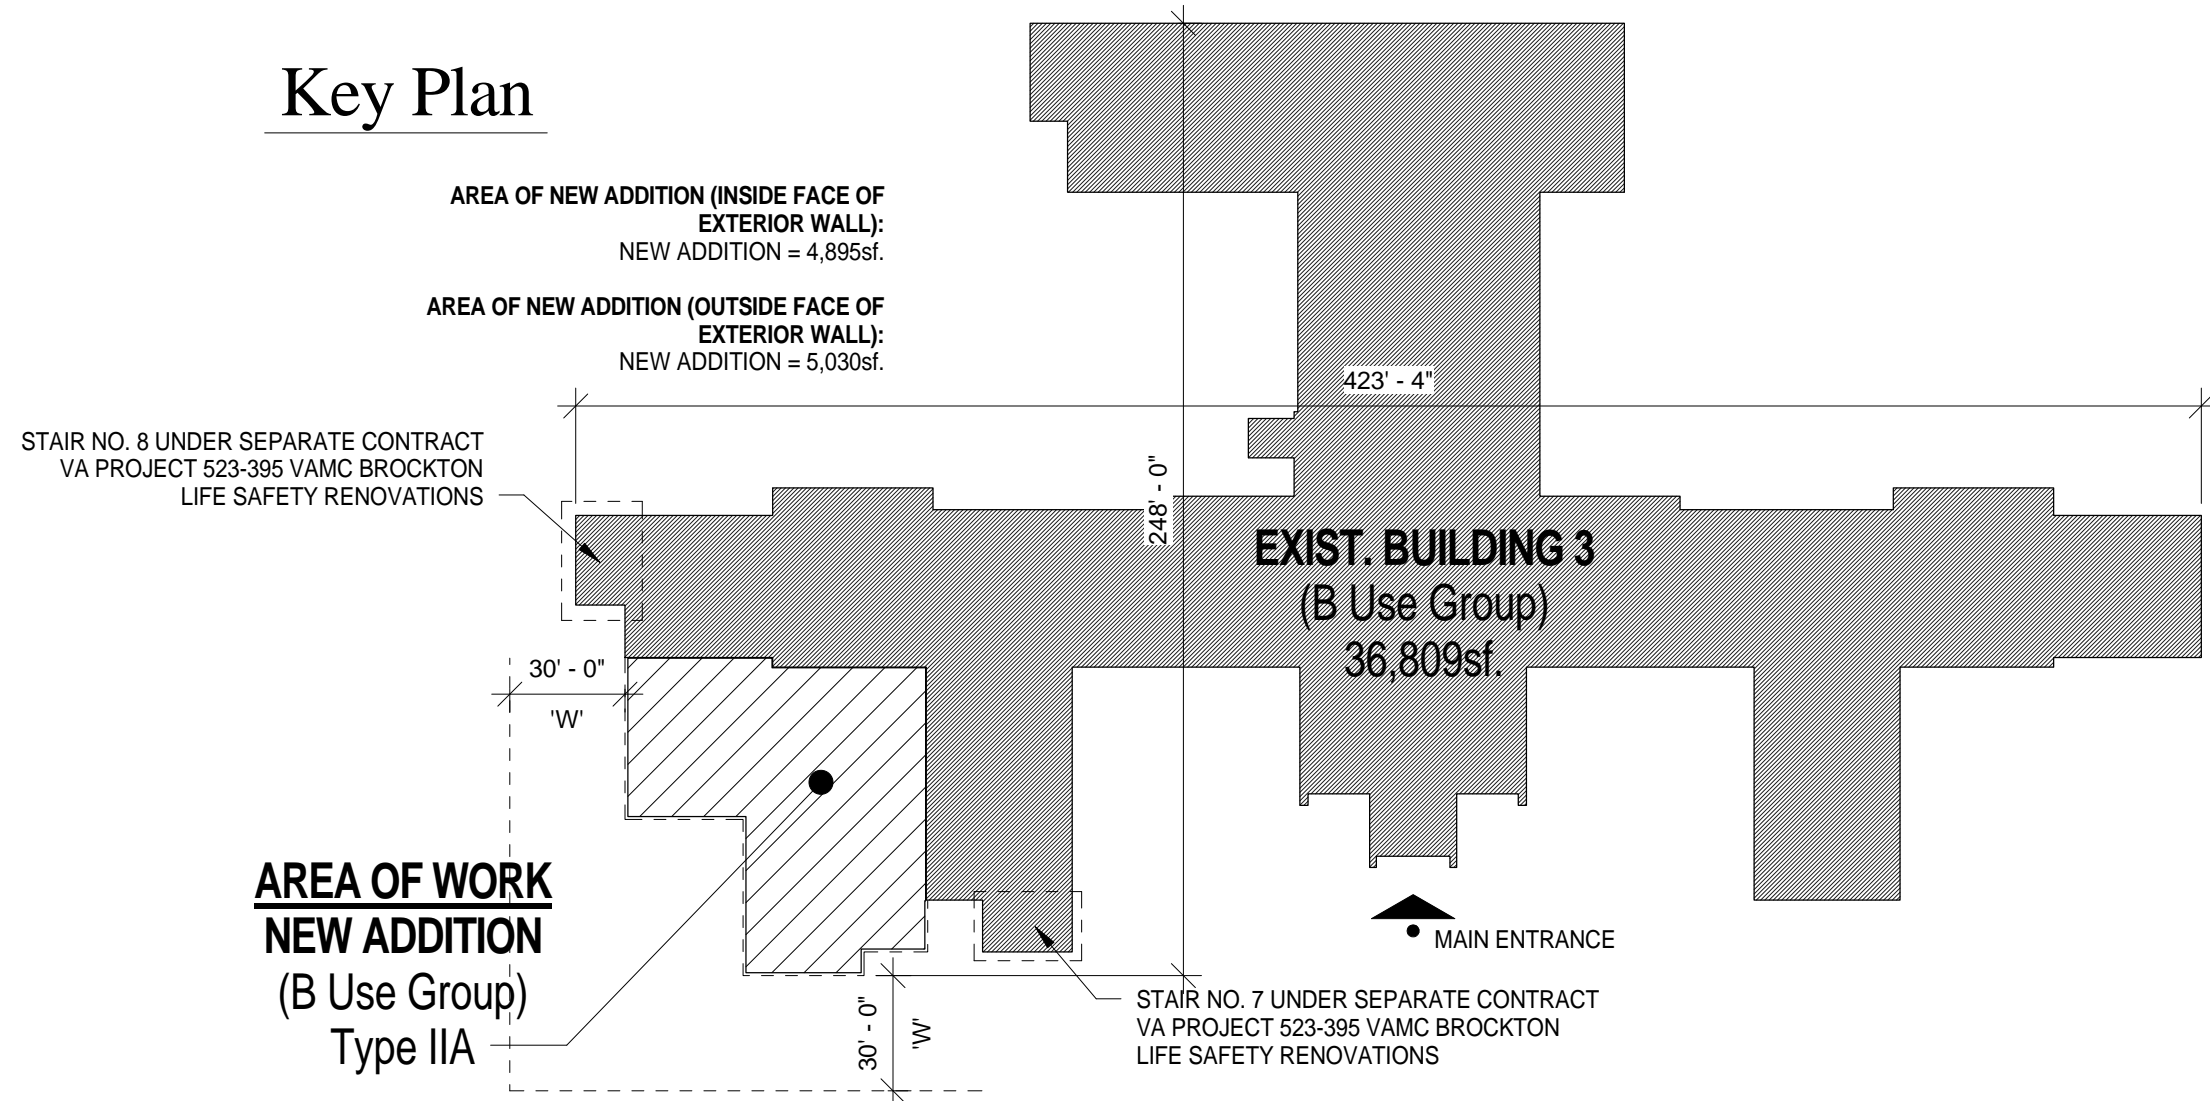 Key Plan
AREA OF NEW ADDITION (INSIDE FACE OF
EXTERIOR WALL):
NEW ADDITION = 4,895sf.
AREA OF NEW ADDITION (OUTSIDE FACE OF
EXTERIOR WALL):
NEW ADDITION = 5,030sf.
423' - 4"
STAIR NO. 8 UNDER SEPARATE CONTRACT
VA PROJECT 523-395 VAMC BROCKTON
LIFE SAFETY RENOVATIONS
248' - 0"
EXIST. BUILDING 3
(B Use Group)
36,809sf.
30' - 0"
'W'
AREA OF WORK
NEW ADDITION
(B Use Group)
Type IIA
MAIN ENTRANCE
30' - 0"
'W'
STAIR NO. 7 UNDER SEPARATE CONTRACT
VA PROJECT 523-395 VAMC BROCKTON
LIFE SAFETY RENOVATIONS